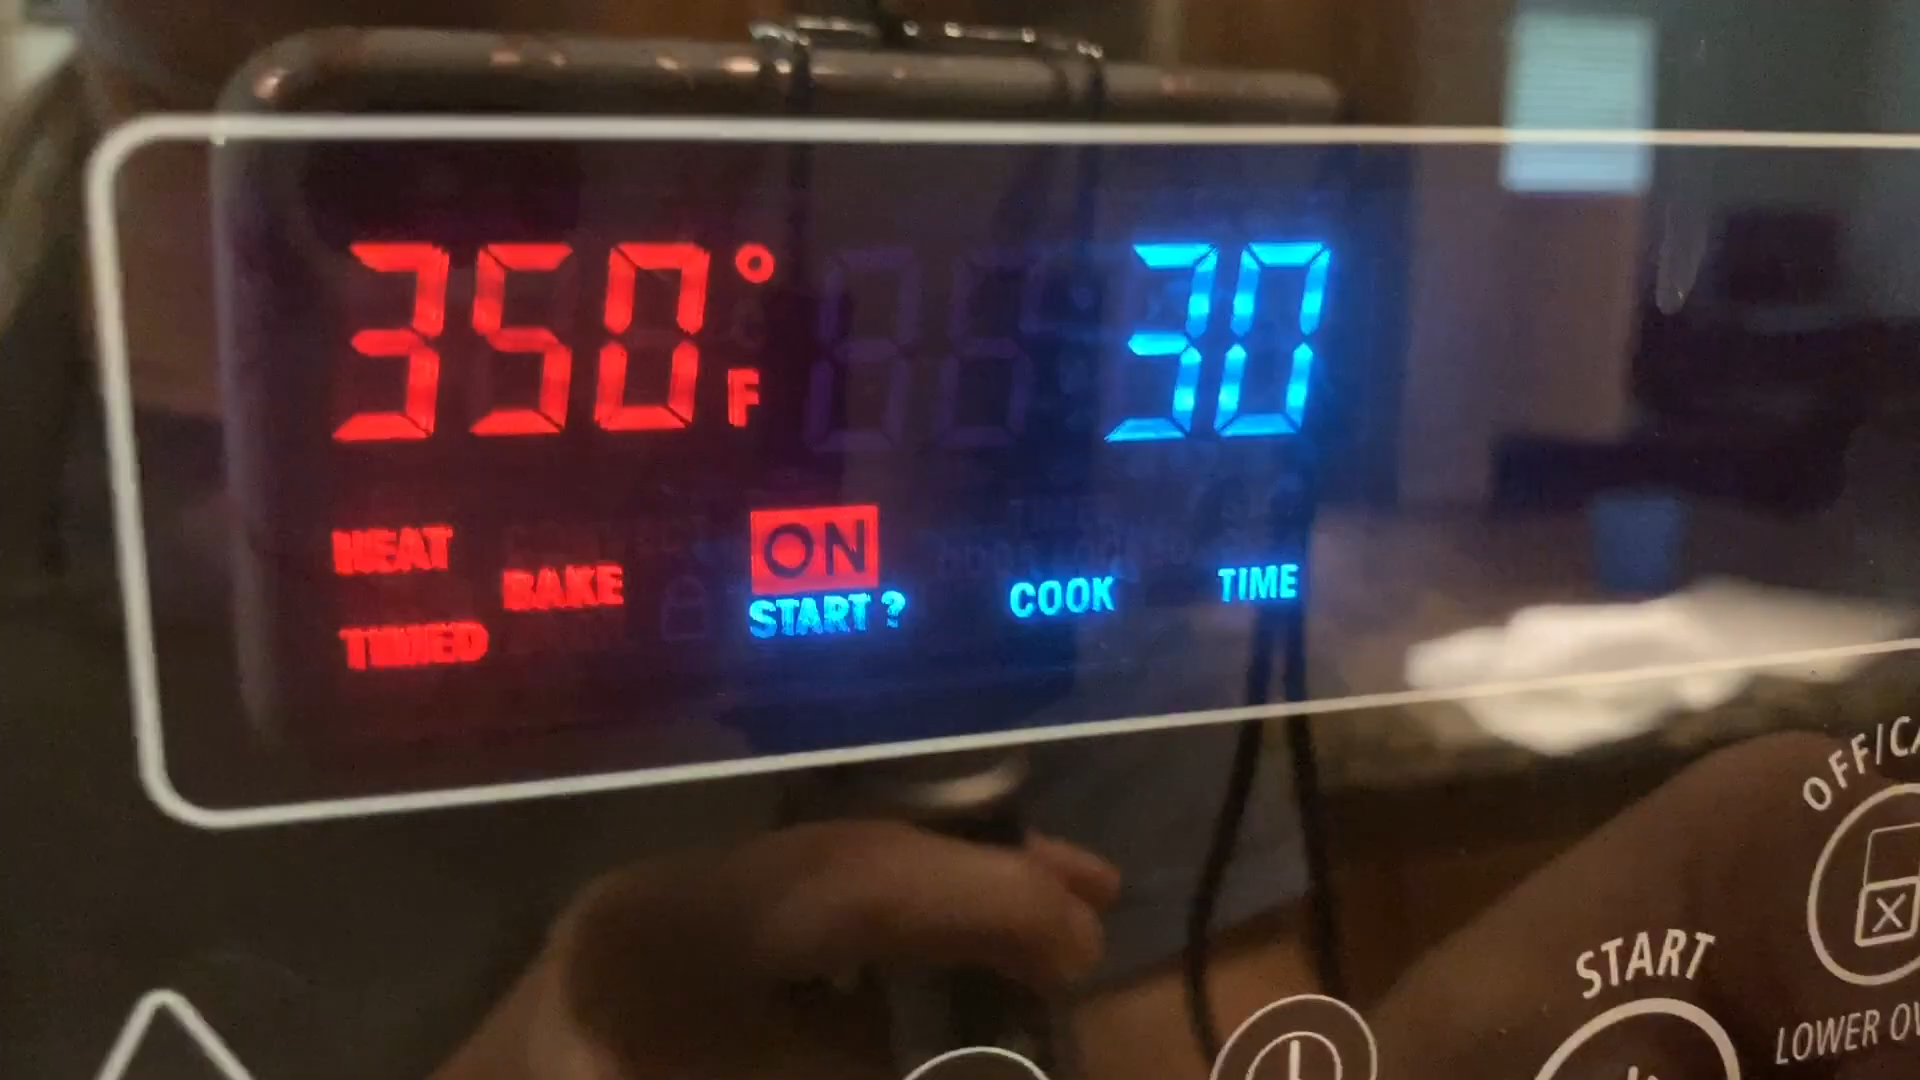 350°F 30
HEAT ON
BAKE
START ? COOK TIME
TIMED
OFF/CA
START
LOWER OV